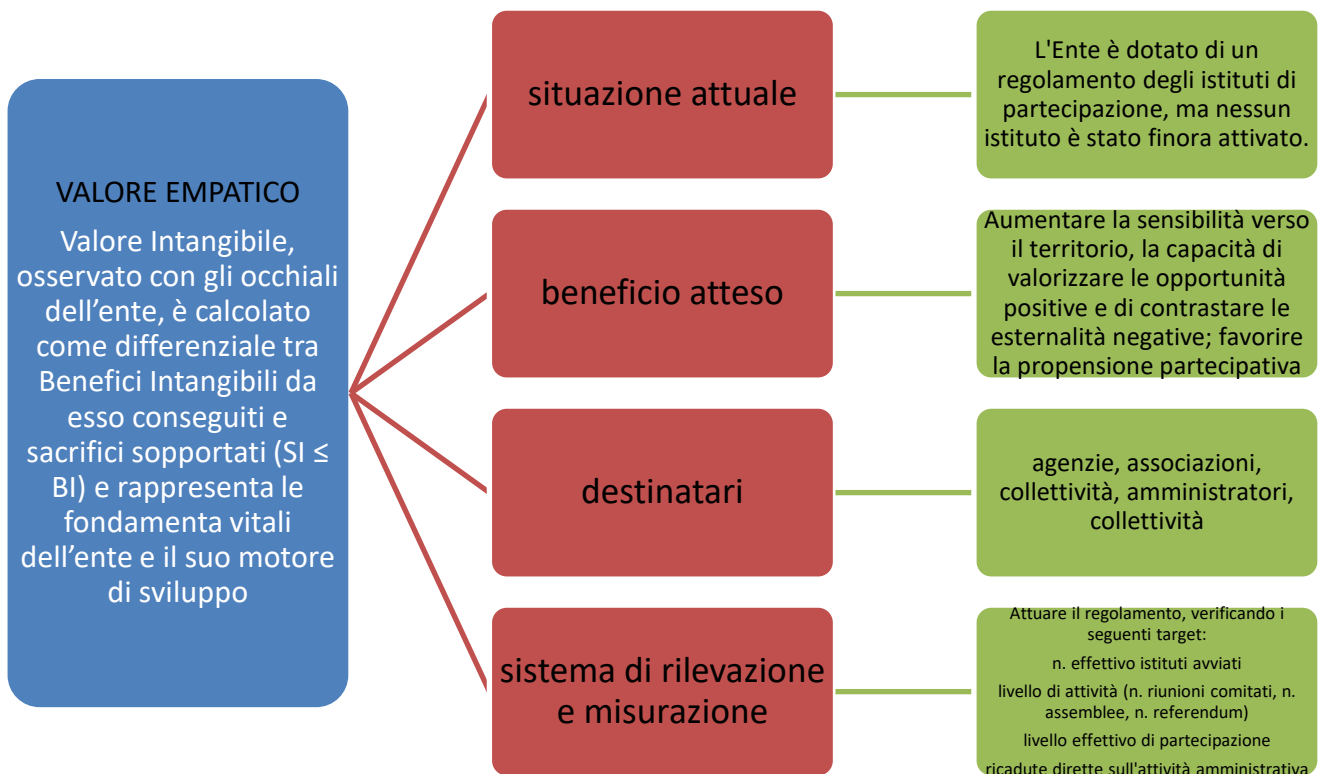 VALORE EMPATICO
Valore Intangibile,
osservato con gli occhiali
dell’ente, è calcolato
come differenziale tra
Benefici Intangibili da
esso conseguiti e
sacrifici sopportati (SI ≤
BI) e rappresenta le
fondamenta vitali
dell’ente e il suo motore
di sviluppo
situazione attuale
L'Ente è dotato di un
regolamento degli istituti di
partecipazione, ma nessun
istituto è stato finora attivato.
beneficio atteso
Aumentare la sensibilità verso
il territorio, la capacità di
valorizzare le opportunità
positive e di contrastare le
esternalità negative; favorire
la propensione partecipativa
destinatari
agenzie, associazioni,
collettività, amministratori,
collettività
sistema di rilevazione
e misurazione
Attuare il regolamento, verificando i
seguenti target:
n. effettivo istituti avviati
livello di attività (n. riunioni comitati, n.
assemblee, n. referendum)
livello effettivo di partecipazione
ricadute dirette sull'attività amministrativa